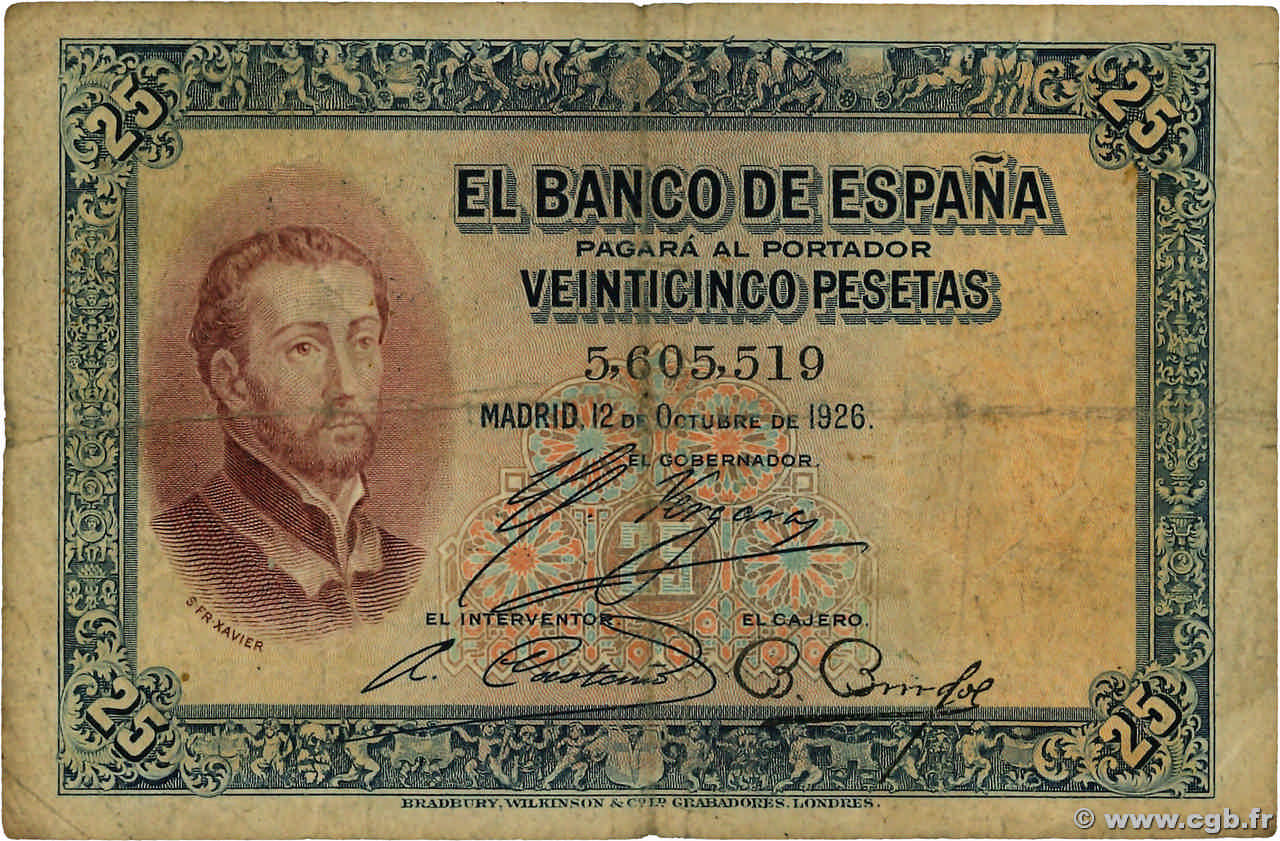 25 25
EL BANCO DE ESPAÑA
PAGARÁ AL PORTADOR
VEINTICINCO PESETAS
5,605,519
MADRID, 12 DE OCTUBRE DE 1926.
EL GOBERNADOR.
25
EL INTERVENTOR. EL CAJERO.
S. FR. XAVIER
25 25
BRADBURY, WILKINSON & Cº Lº GRABADORES, LONDRES.
© www.cgb.fr